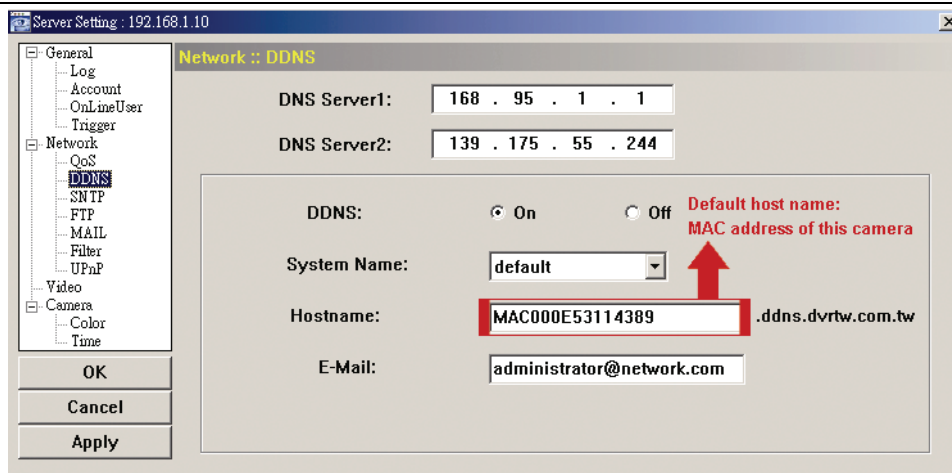 Server Setting : 192.168.1.10
General
Log
Account
OnLineUser
Trigger
Network
QoS
DDNS
SNTP
FTP
MAIL
Filter
UPnP
Video
Camera
Color
Time
OK
Cancel
Apply
Network :: DDNS
DNS Server1: 168 . 95 . 1 . 1
DNS Server2: 139 . 175 . 55 . 244
DDNS: On Off
Default host name:
MAC address of this camera
System Name: default
Hostname: MAC000E53114389 .ddns.dvrtw.com.tw
E-Mail: administrator@network.com